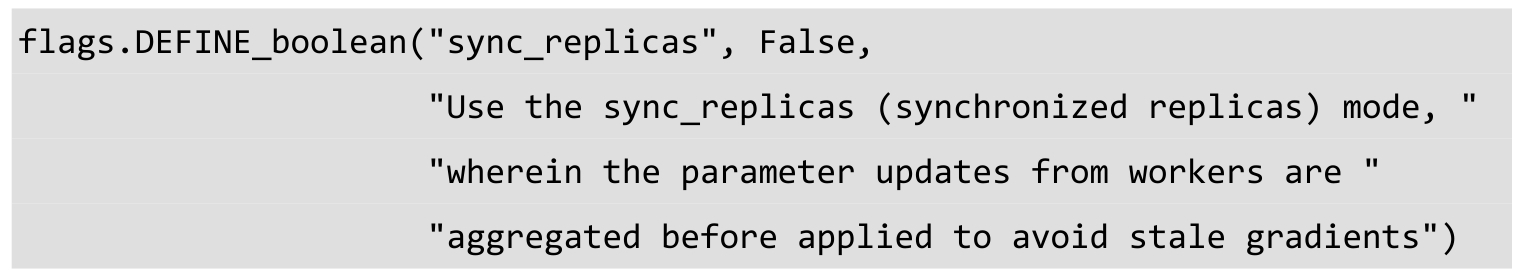 flags.DEFINE_boolean("sync_replicas", False,
"Use the sync_replicas (synchronized replicas) mode, "
"wherein the parameter updates from workers are "
"aggregated before applied to avoid stale gradients")